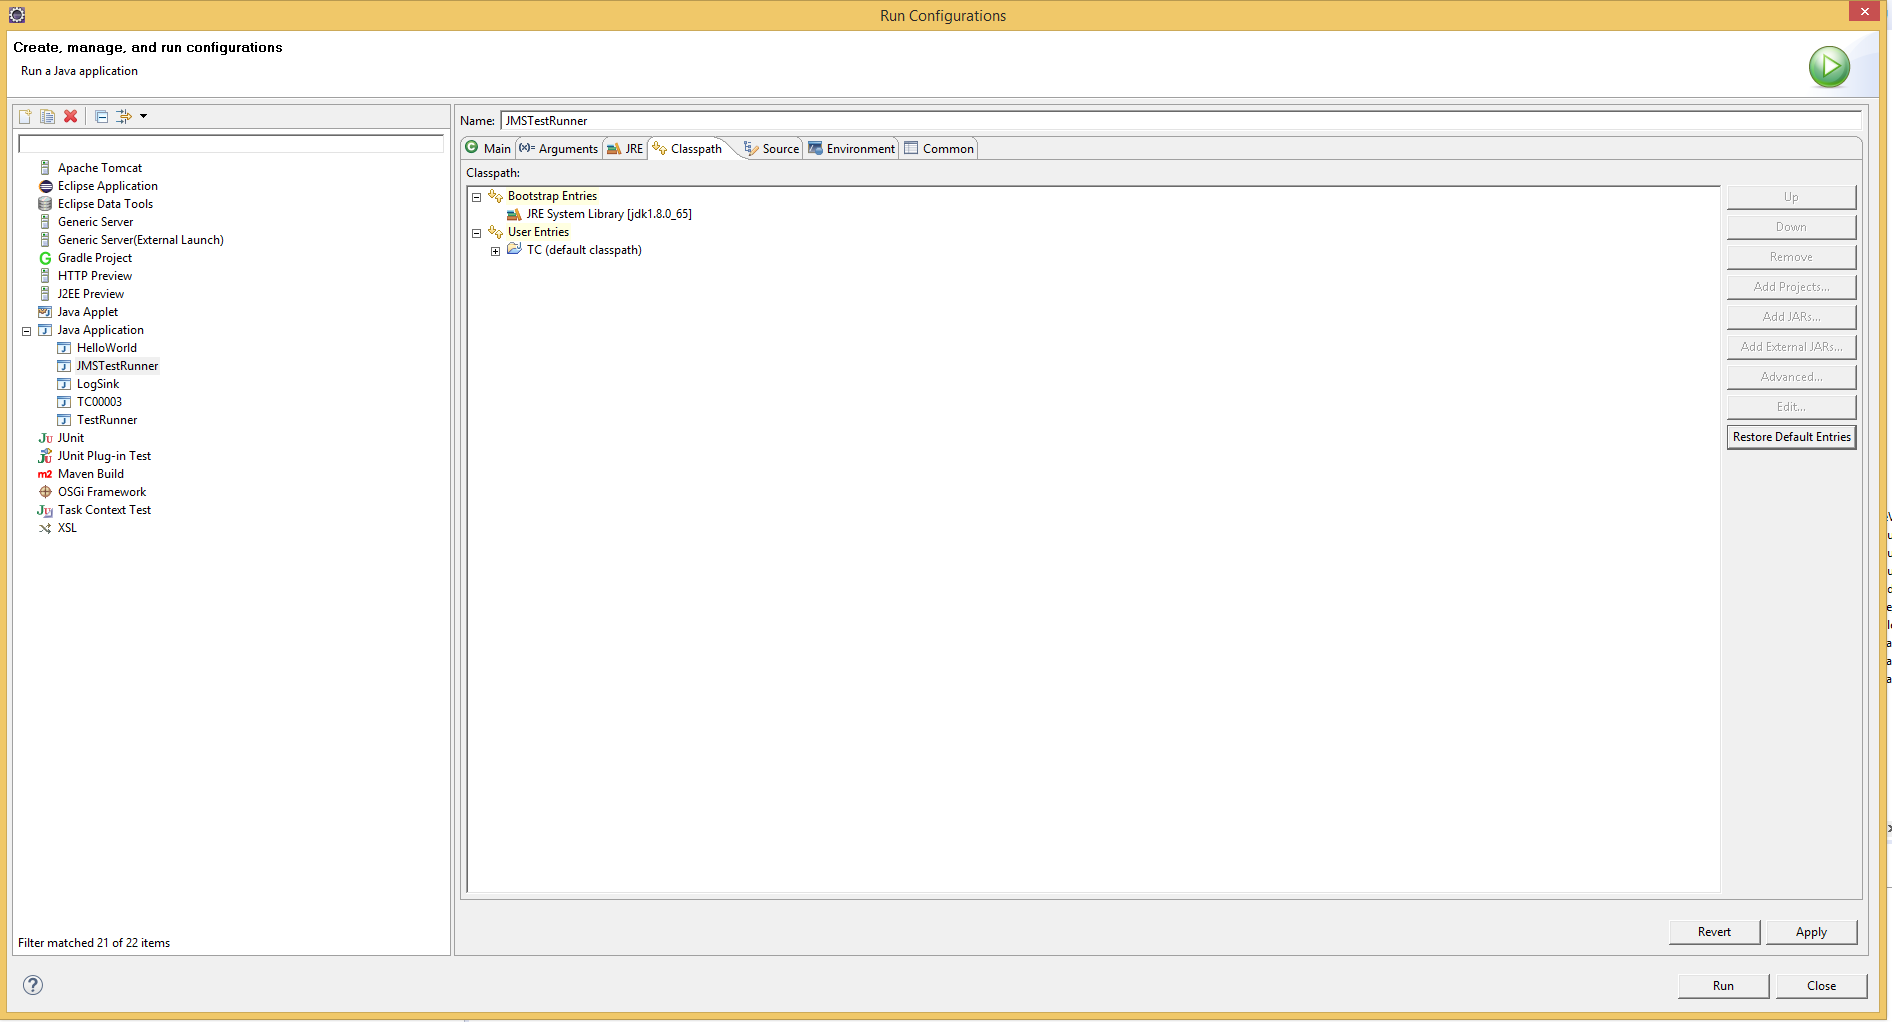 Run Configurations
Create, manage, and run configurations
Run a Java application
Name: JMSTestRunner
Main (x)= Arguments JRE Classpath Source Environment Common
Classpath:
Bootstrap Entries
JRE System Library [jdk1.8.0_65]
User Entries
TC (default classpath)
Up
Down
Remove
Add Projects...
Add JARs...
Add External JARs...
Advanced...
Edit...
Restore Default Entries
Apache Tomcat
Eclipse Application
Eclipse Data Tools
Generic Server
Generic Server(External Launch)
Gradle Project
HTTP Preview
J2EE Preview
Java Applet
Java Application
HelloWorld
JMSTestRunner
LogSink
TC00003
TestRunner
JU JUnit
JUnit Plug-in Test
m2 Maven Build
OSGi Framework
Task Context Test
XSL
Filter matched 21 of 22 items
Revert Apply
Run Close